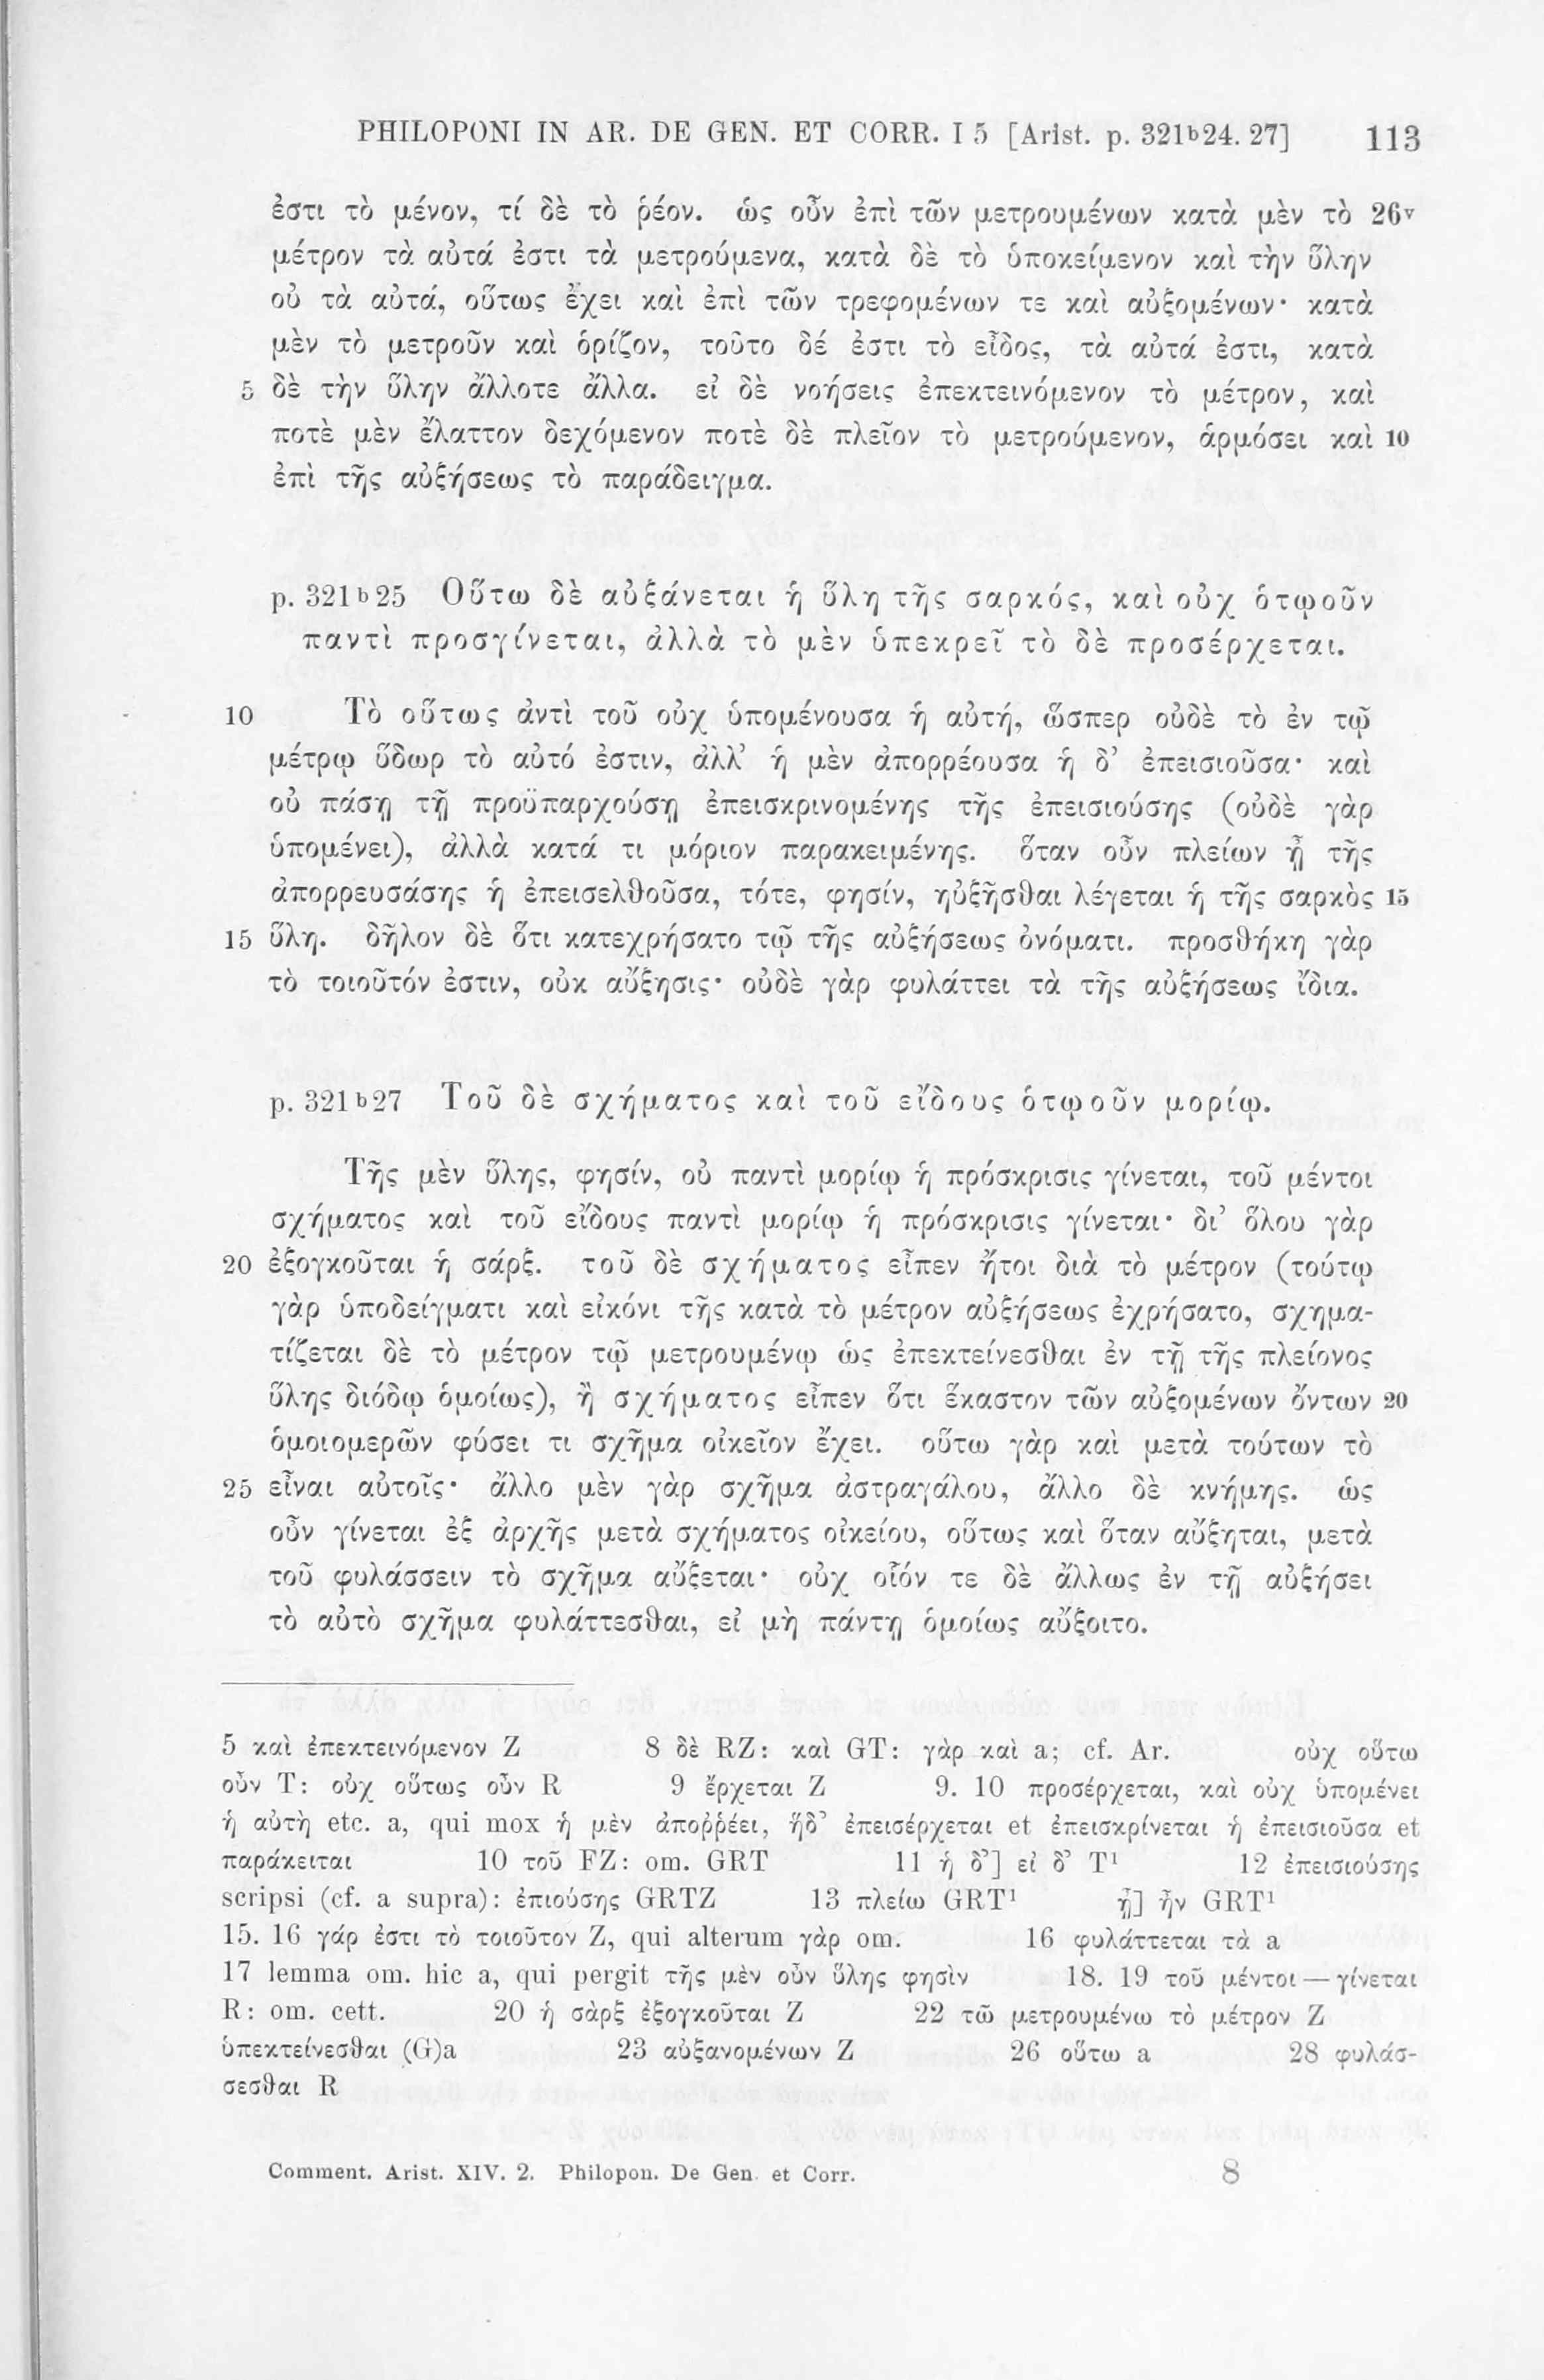 PHILOPONI IN AR. DE GEN. ET CORR. I 5 [Arist. p. 321b24. 27] 113
ἐστι τὸ μένον, τί δὲ τὸ ῥέον. ὡς οὖν ἐπὶ τῶν μετρουμένων κατὰ μὲν τὸ 26v
μέτρον τὰ αὐτά ἐστι τὰ μετρούμενα, κατὰ δὲ τὸ ὑποκείμενον καὶ τὴν ὕλην
οὐ τὰ αὐτά, οὕτως ἔχει καὶ ἐπὶ τῶν τρεφομένων τε καὶ αὐξομένων· κατὰ
μὲν τὸ μετροῦν καὶ ὁρίζον, τοῦτο δέ ἐστι τὸ εἶδος, τὰ αὐτά ἐστι, κατὰ
5 δὲ τὴν ὕλην ἄλλοτε ἄλλα. εἰ δὲ νοήσεις ἐπεκτεινόμενον τὸ μέτρον, καὶ
ποτὲ μὲν ἔλαττον δεχόμενον ποτὲ δὲ πλεῖον τὸ μετρούμενον, ἁρμόσει καὶ 10
ἐπὶ τῆς αὐξήσεως τὸ παράδειγμα.
p. 321b25 Οὕτω δὲ αὐξάνεται ἡ ὕλη τῆς σαρκός, καὶ οὐχ ὁτῳοῦν
παντὶ προσγίνεται, ἀλλὰ τὸ μὲν ὑπεκρεῖ τὸ δὲ προσέρχεται.
10 Τὸ οὕτως ἀντὶ τοῦ οὐχ ὑπομένουσα ἡ αὐτή, ὥσπερ οὐδὲ τὸ ἐν τῷ
μέτρῳ ὕδωρ τὸ αὐτό ἐστιν, ἀλλ’ ἡ μὲν ἀπορρέουσα ἡ δ’ ἐπεισιοῦσα· καὶ
οὐ πάσῃ τῇ προϋπαρχούσῃ ἐπεισκρινομένης τῆς ἐπεισιούσης (οὐδὲ γὰρ
ὑπομένει), ἀλλὰ κατά τι μόριον παρακειμένης. ὅταν οὖν πλείων ᾖ τῆς
ἀπορρευσάσης ἡ ἐπεισελθοῦσα, τότε, φησίν, ηὐξῆσθαι λέγεται ἡ τῆς σαρκὸς 15
15 ὕλη. δῆλον δὲ ὅτι κατεχρήσατο τῷ τῆς αὐξήσεως ὀνόματι. προσθήκη γὰρ
τὸ τοιοῦτόν ἐστιν, οὐκ αὔξησις· οὐδὲ γὰρ φυλάττει τὰ τῆς αὐξήσεως ἴδια.
p. 321b27 Τοῦ δὲ σχήματος καὶ τοῦ εἴδους ὁτῳοῦν μορίῳ.
Τῆς μὲν ὕλης, φησίν, οὐ παντὶ μορίῳ ἡ πρόσκρισις γίνεται, τοῦ μέντοι
σχήματος καὶ τοῦ εἴδους παντὶ μορίῳ ἡ πρόσκρισις γίνεται· δι’ ὅλου γὰρ
20 ἐξογκοῦται ἡ σάρξ. τοῦ δὲ σχήματος εἶπεν ἤτοι διὰ τὸ μέτρον (τούτῳ
γὰρ ὑποδείγματι καὶ εἰκόνι τῆς κατὰ τὸ μέτρον αὐξήσεως ἐχρήσατο, σχημα-
τίζεται δὲ τὸ μέτρον τῷ μετρουμένῳ ὡς ἐπεκτείνεσθαι ἐν τῇ τῆς πλείονος
ὕλης διόδῳ ὁμοίως), ἢ σχήματος εἶπεν ὅτι ἕκαστον τῶν αὐξομένων ὄντων 20
ὁμοιομερῶν φύσει τι σχῆμα οἰκεῖον ἔχει. οὕτω γὰρ καὶ μετὰ τούτων τὸ
25 εἶναι αὐτοῖς· ἄλλο μὲν γὰρ σχῆμα ἀστραγάλου, ἄλλο δὲ κνήμης. ὡς
οὖν γίνεται ἐξ ἀρχῆς μετὰ σχήματος οἰκείου, οὕτως καὶ ὅταν αὔξηται, μετὰ
τοῦ φυλάσσειν τὸ σχῆμα αὔξεται· οὐχ οἷόν τε δὲ ἄλλως ἐν τῇ αὐξήσει
τὸ αὐτὸ σχῆμα φυλάττεσθαι, εἰ μὴ πάντῃ ὁμοίως αὔξοιτο.
5 καὶ ἐπεκτεινόμενον Z 8 δὲ RZ: καὶ GT: γὰρ καὶ a; cf. Ar. οὐχ οὕτω
οὖν T: οὐχ οὕτως οὖν R 9 ἔρχεται Z 9. 10 προσέρχεται, καὶ οὐχ ὑπομένει
ἡ αὐτὴ etc. a, qui mox ἡ μὲν ἀποῤῥέει, ἡδ’ ἐπεισέρχεται et ἐπεισκρίνεται ἡ ἐπεισιοῦσα et
παράκειται 10 τοῦ FZ: om. GRT 11 ἡ δ’] εἰ δ’ T1 12 ἐπεισιούσης
scripsi (cf. a supra): ἐπιούσης GRTZ 13 πλείω GRT1 ᾖ] ἦν GRT1
15. 16 γάρ ἐστι τὸ τοιοῦτον Z, qui alterum γὰρ om. 16 φυλάττεται τὰ a
17 lemma om. hic a, qui pergit τῆς μὲν οὖν ὕλης φησὶν 18. 19 τοῦ μέντοι — γίνεται
R: om. cett. 20 ἡ σὰρξ ἐξογκοῦται Z 22 τῶ μετρουμένω τὸ μέτρον Z
ὑπεκτείνεσθαι (G)a 23 αὐξανομένων Z 26 οὕτω a 28 φυλάσ-
σεσθαι R
Comment. Arist. XIV. 2. Philopon. De Gen. et Corr. 8